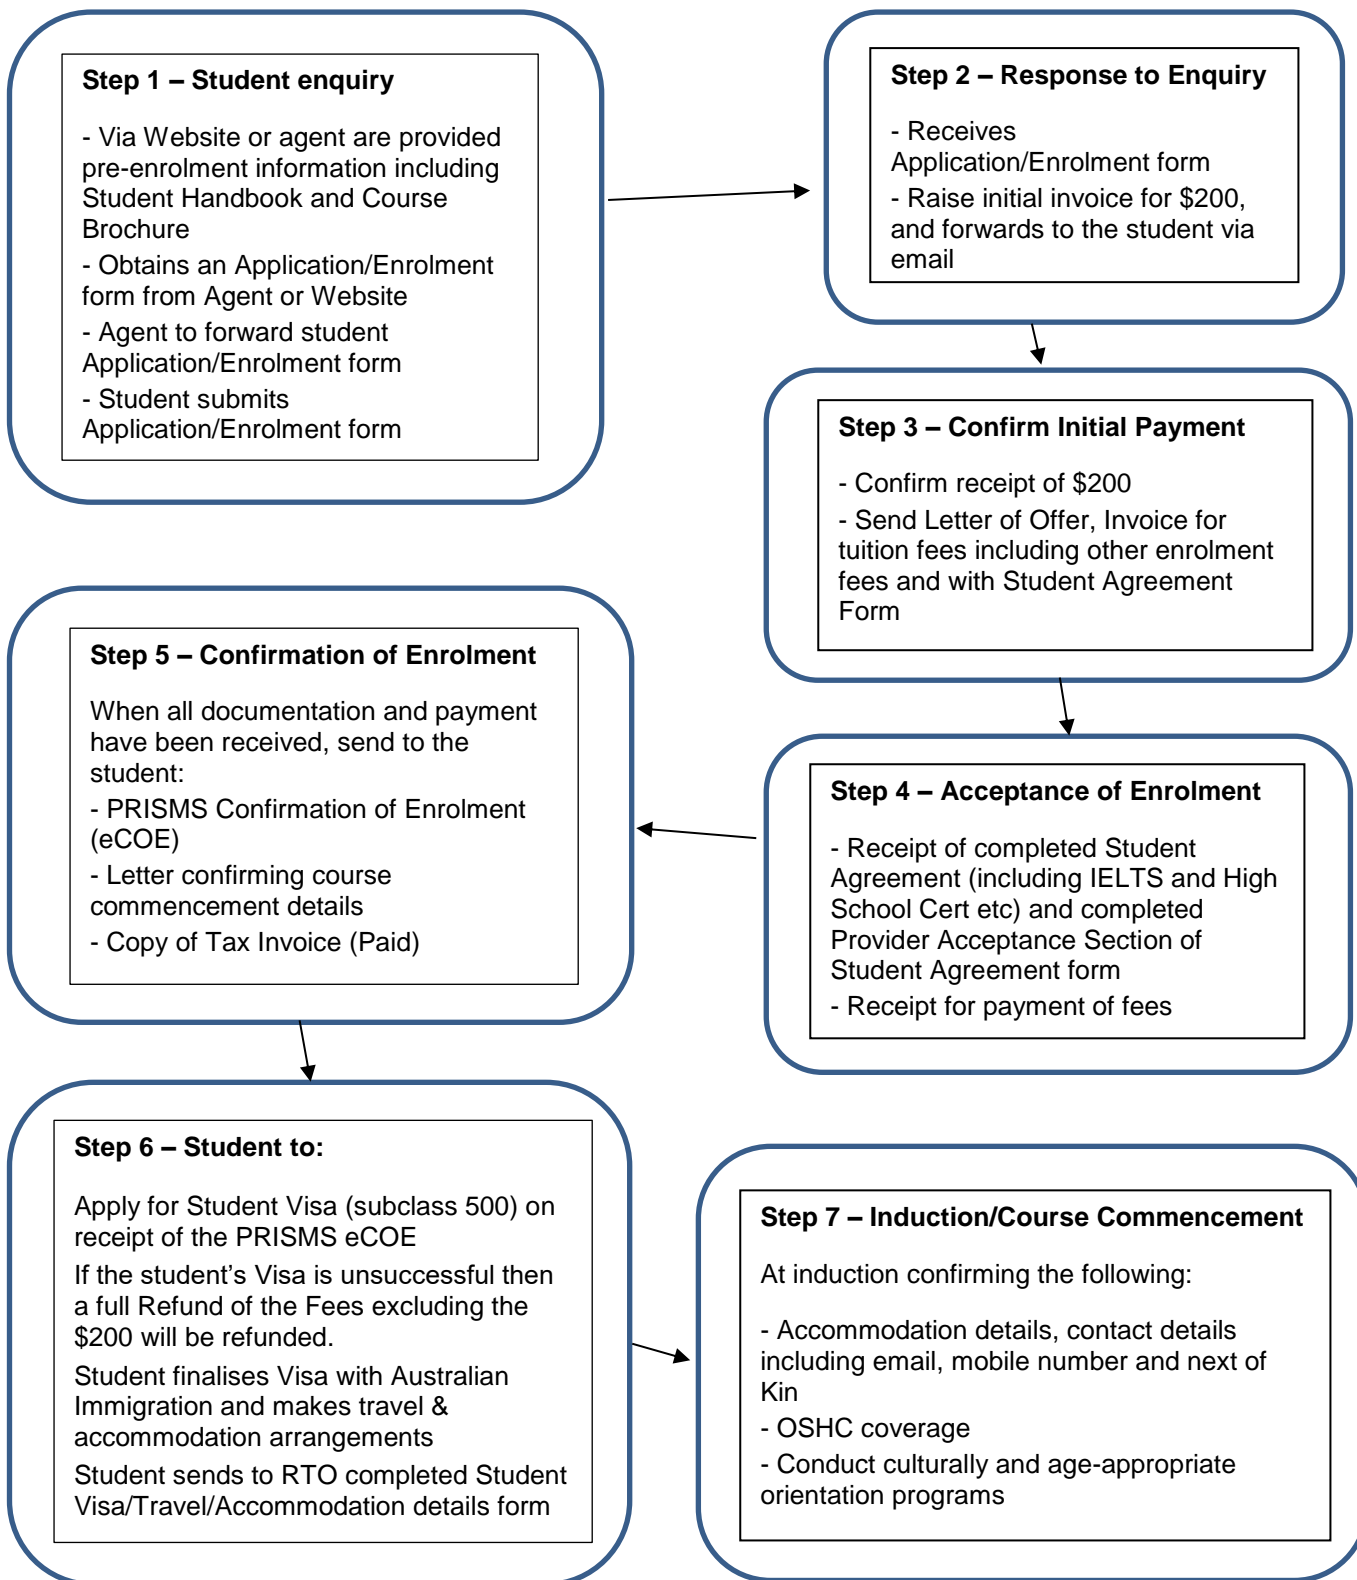 Step 1 – Student enquiry
- Via Website or agent are provided
pre-enrolment information including
Student Handbook and Course
Brochure
- Obtains an Application/Enrolment
form from Agent or Website
- Agent to forward student
Application/Enrolment form
- Student submits
Application/Enrolment form
Step 2 – Response to Enquiry
- Receives
Application/Enrolment form
- Raise initial invoice for $200,
and forwards to the student via
email
Step 3 – Confirm Initial Payment
- Confirm receipt of $200
- Send Letter of Offer, Invoice for
tuition fees including other enrolment
fees and with Student Agreement
Form
Step 4 – Acceptance of Enrolment
- Receipt of completed Student
Agreement (including IELTS and High
School Cert etc) and completed
Provider Acceptance Section of
Student Agreement form
- Receipt for payment of fees
Step 5 – Confirmation of Enrolment
When all documentation and payment
have been received, send to the
student:
- PRISMS Confirmation of Enrolment
(eCOE)
- Letter confirming course
commencement details
- Copy of Tax Invoice (Paid)
Step 6 – Student to:
Apply for Student Visa (subclass 500) on
receipt of the PRISMS eCOE
If the student’s Visa is unsuccessful then
a full Refund of the Fees excluding the
$200 will be refunded.
Student finalises Visa with Australian
Immigration and makes travel &
accommodation arrangements
Student sends to RTO completed Student
Visa/Travel/Accommodation details form
Step 7 – Induction/Course Commencement
At induction confirming the following:
- Accommodation details, contact details
including email, mobile number and next of
Kin
- OSHC coverage
- Conduct culturally and age-appropriate
orientation programs